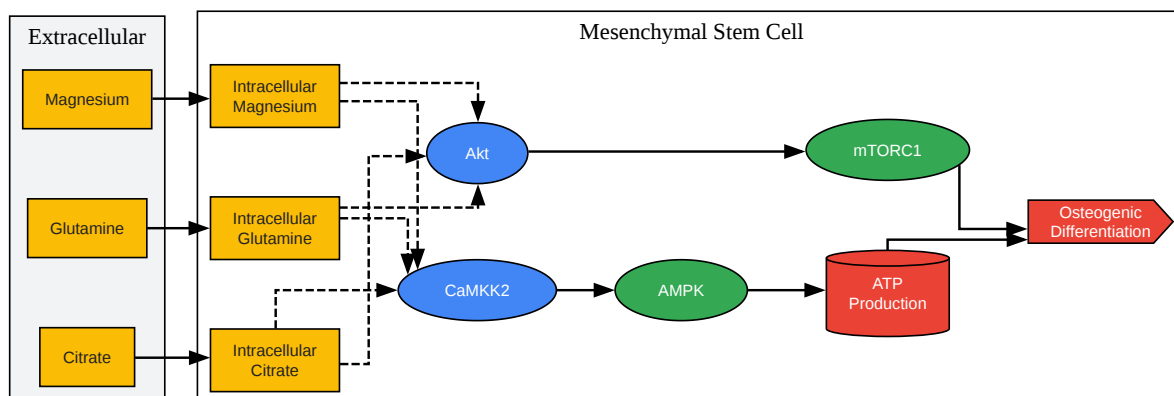 Extracellular
Mesenchymal Stem Cell
Magnesium
Intracellular
Magnesium
Akt
mTORC1
Glutamine
Intracellular
Glutamine
Osteogenic
Differentiation
CaMKK2
AMPK
ATP
Production
Citrate
Intracellular
Citrate